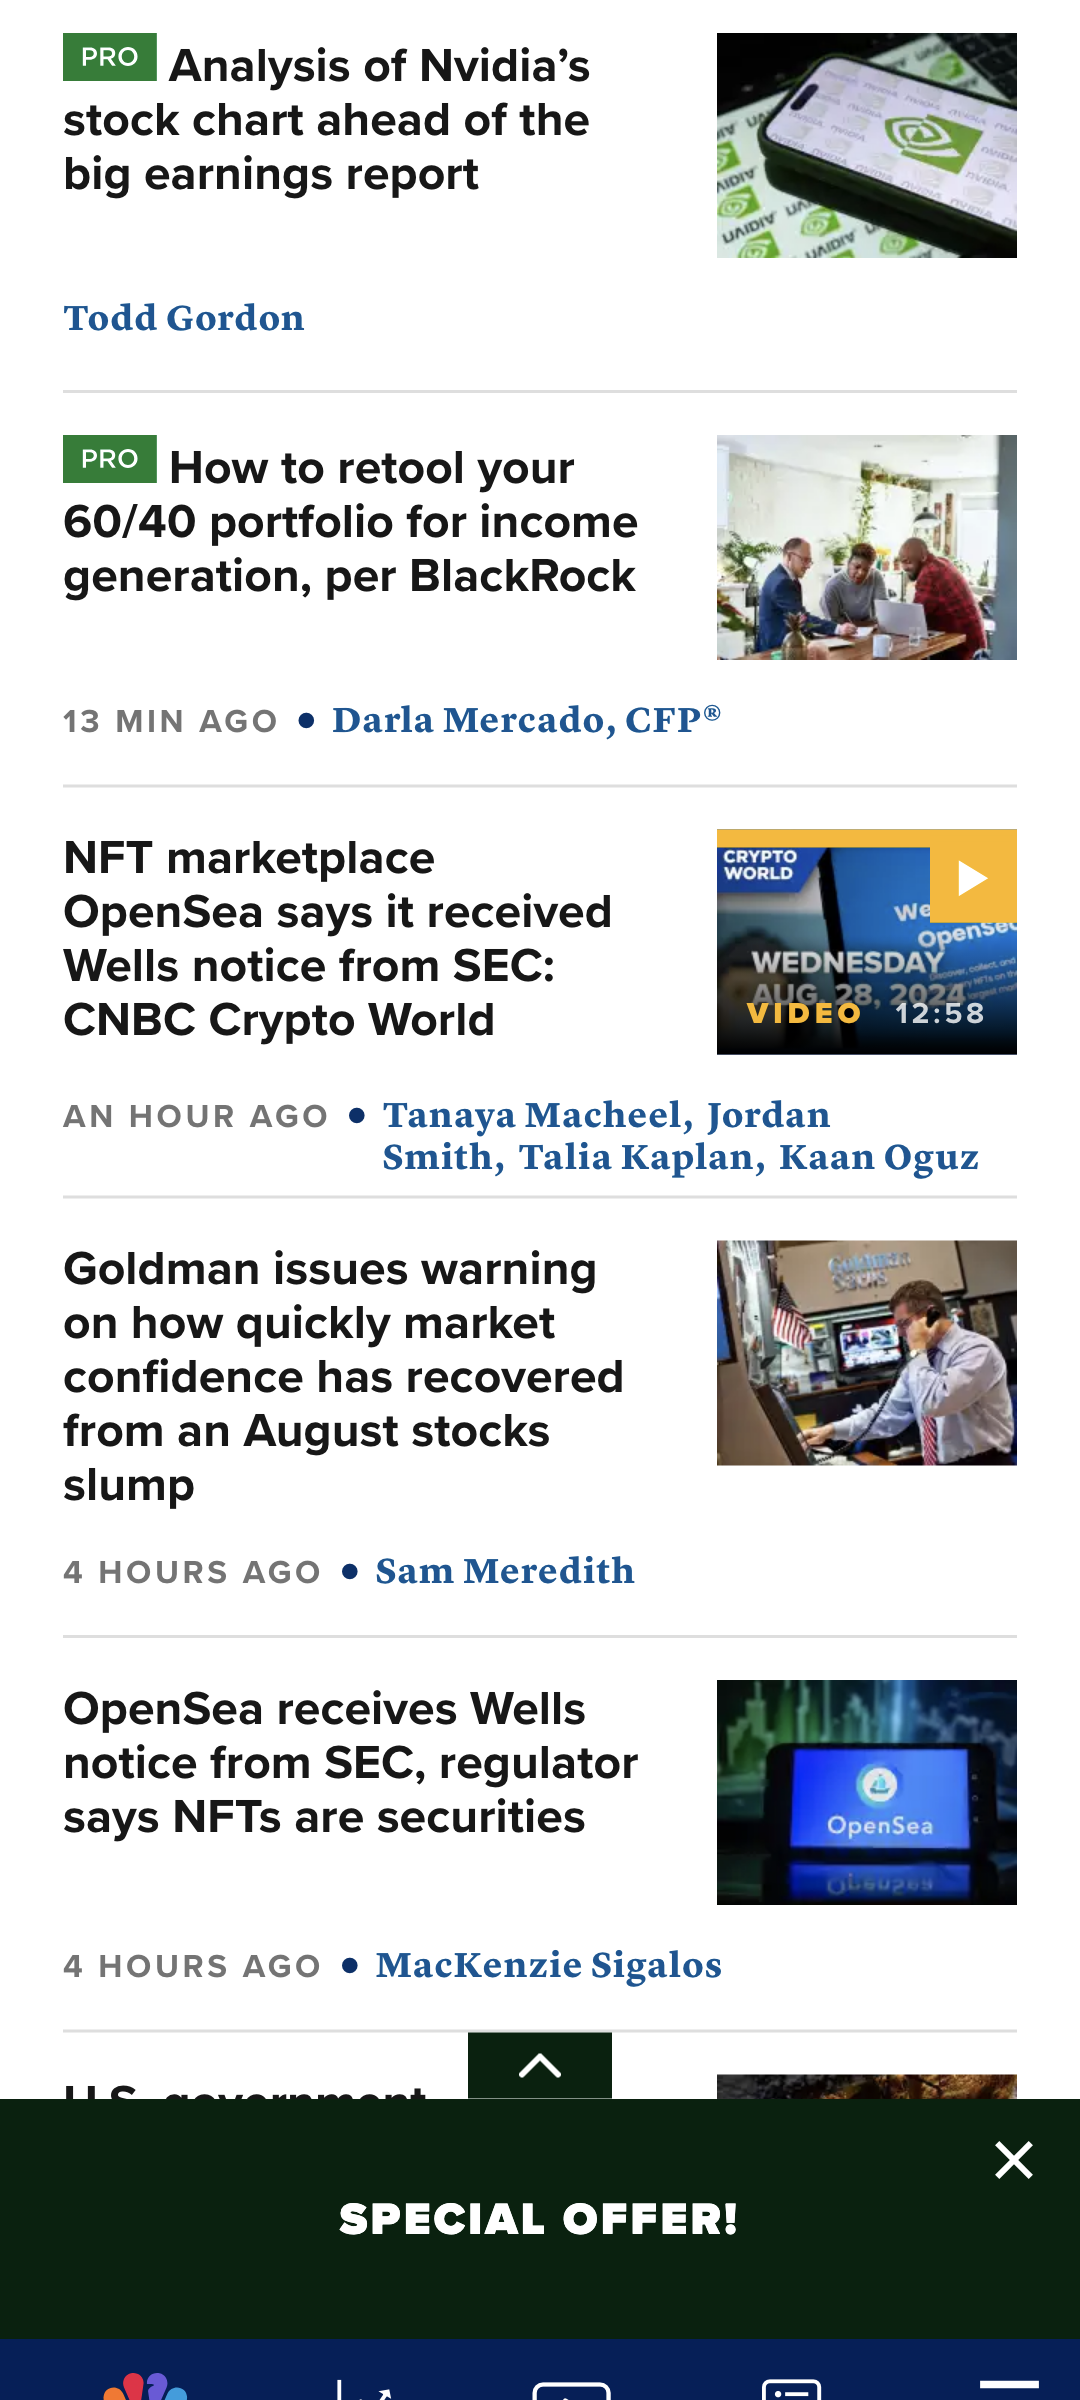 PRO Analysis of Nvidia’s
stock chart ahead of the
big earnings report
Todd Gordon
PRO How to retool your
60/40 portfolio for income
generation, per BlackRock
13 MIN AGO • Darla Mercado, CFP®
NFT marketplace
OpenSea says it received
Wells notice from SEC:
CNBC Crypto World
CRYPTO
WORLD
We
OpenSea
WEDNESDAY
AUG. 28, 2024
VIDEO 12:58
AN HOUR AGO • Tanaya Macheel, Jordan
Smith, Talia Kaplan, Kaan Oguz
Goldman issues warning
on how quickly market
confidence has recovered
from an August stocks
slump
Goldman
Sachs
4 HOURS AGO • Sam Meredith
OpenSea receives Wells
notice from SEC, regulator
says NFTs are securities
OpenSea
4 HOURS AGO • MacKenzie Sigalos
U.S. government
SPECIAL OFFER!